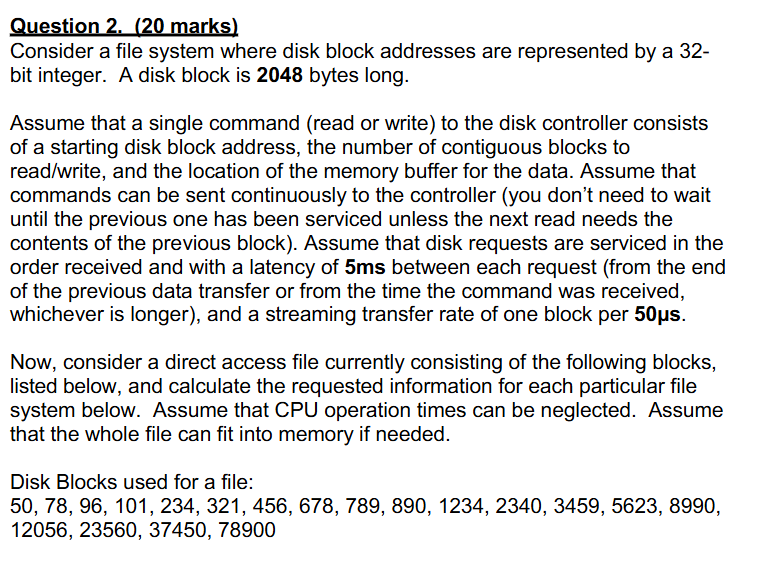 Question 2. (20 marks)
Consider a file system where disk block addresses are represented by a 32-
bit integer. A disk block is 2048 bytes long.
Assume that a single command (read or write) to the disk controller consists
of a starting disk block address, the number of contiguous blocks to
read/write, and the location of the memory buffer for the data. Assume that
commands can be sent continuously to the controller (you don’t need to wait
until the previous one has been serviced unless the next read needs the
contents of the previous block). Assume that disk requests are serviced in the
order received and with a latency of 5ms between each request (from the end
of the previous data transfer or from the time the command was received,
whichever is longer), and a streaming transfer rate of one block per 50µs.
Now, consider a direct access file currently consisting of the following blocks,
listed below, and calculate the requested information for each particular file
system below. Assume that CPU operation times can be neglected. Assume
that the whole file can fit into memory if needed.
Disk Blocks used for a file:
50, 78, 96, 101, 234, 321, 456, 678, 789, 890, 1234, 2340, 3459, 5623, 8990,
12056, 23560, 37450, 78900